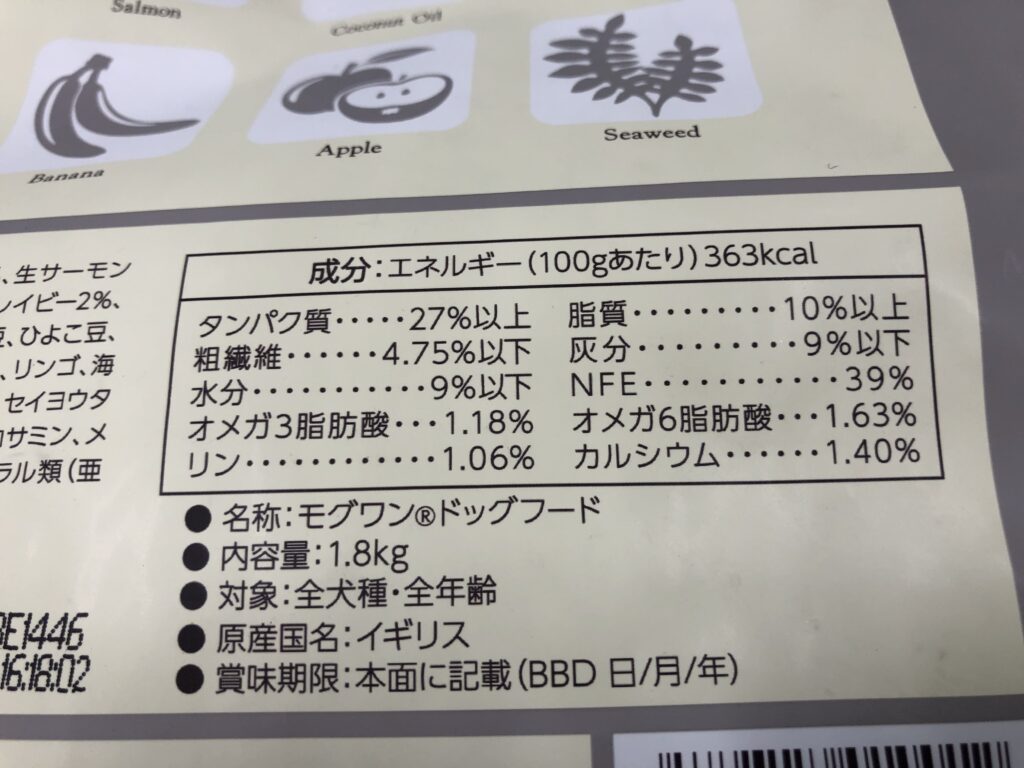 Salmon
Coconut Oil
Banana
Apple
Seaweed
成分：エネルギー（100gあたり）363kcal
タンパク質・・・・・27％以上 脂質・・・・・・・・・10％以上
粗繊維・・・・・・4.75％以下 灰分・・・・・・・・・9％以下
水分・・・・・・・・・・・9％以下 NFE・・・・・・・・・・・39％
オメガ3脂肪酸・・・1.18％ オメガ6脂肪酸・・・1.63％
リン・・・・・・・・・・・1.06％ カルシウム・・・・・・1.40％
、生サーモン
レイビー2％、
豆、ひよこ豆、
、リンゴ、海
セイヨウタ
コサミン、メ
ラル類（亜
● 名称：モグワン®ドッグフード
● 内容量：1.8kg
● 対象：全犬種・全年齢
● 原産国名：イギリス
● 賞味期限：本面に記載（BBD 日/月/年）
BE1446
16:18:02